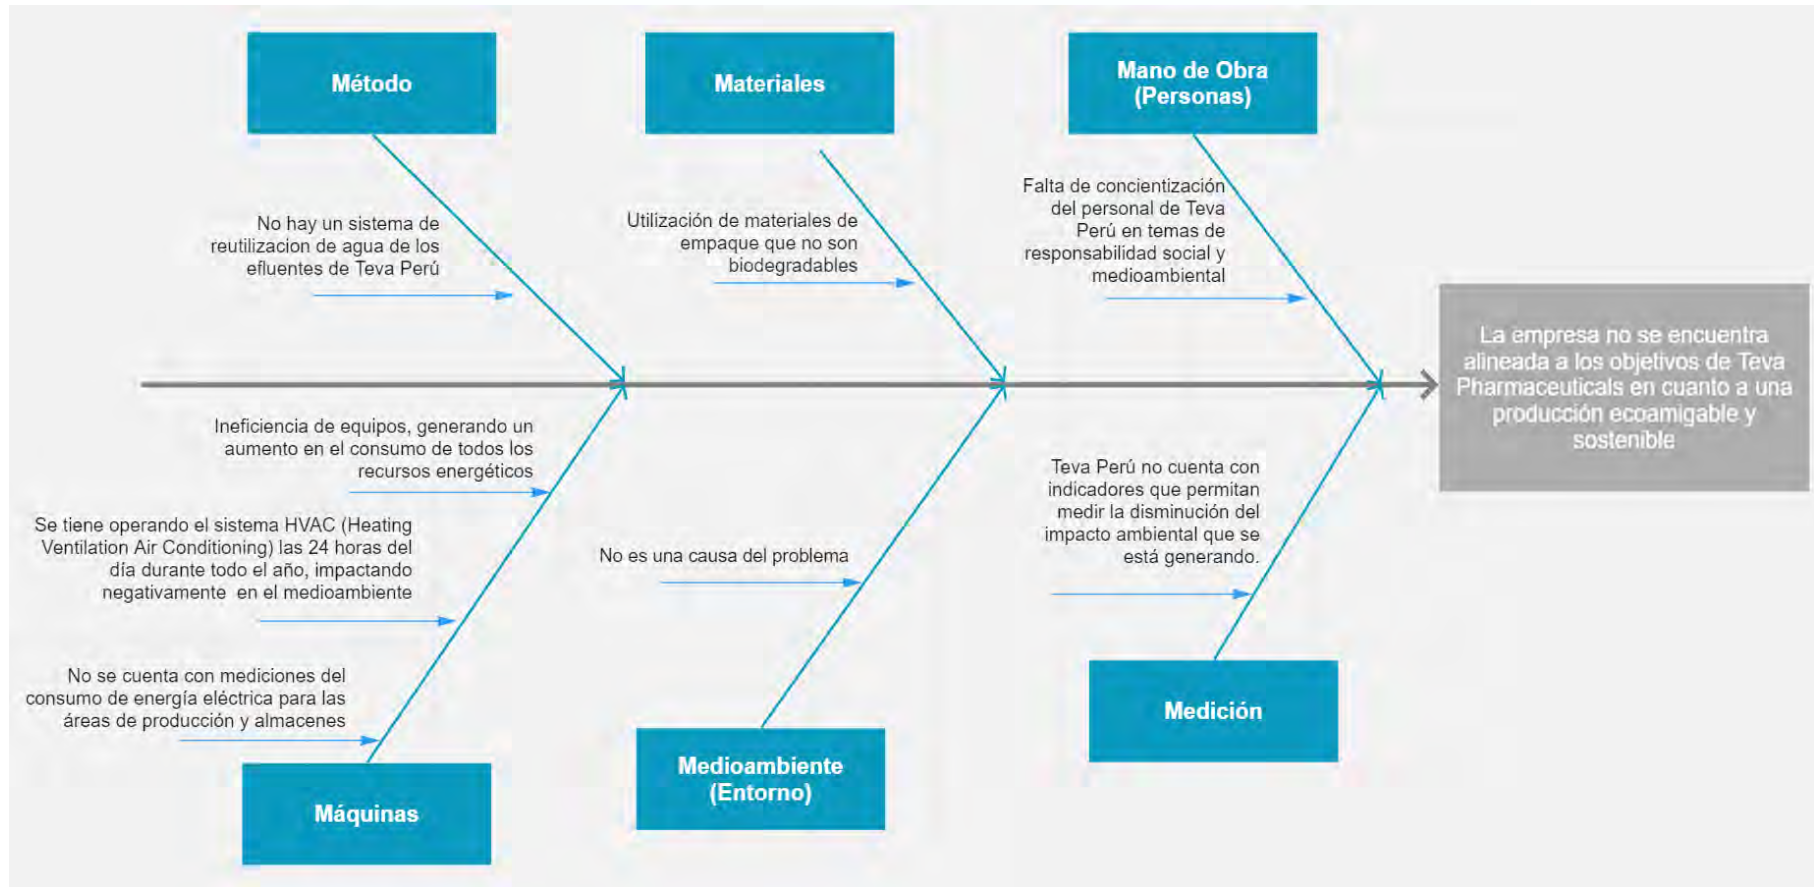 Método
Materiales
Mano de Obra
(Personas)
No hay un sistema de
reutilizacion de agua de los
efluentes de Teva Perú
Utilización de materiales de
empaque que no son
biodegradables
Falta de concientización
del personal de Teva
Perú en temas de
responsabilidad social y
medioambiental
La empresa no se encuentra
alineada a los objetivos de Teva
Pharmaceuticals en cuanto a una
producción ecoamigable y
sostenible
Ineficiencia de equipos, generando un
aumento en el consumo de todos los
recursos energéticos
Se tiene operando el sistema HVAC (Heating
Ventilation Air Conditioning) las 24 horas del
día durante todo el año, impactando
negativamente en el medioambiente
No se cuenta con mediciones del
consumo de energía eléctrica para las
áreas de producción y almacenes
No es una causa del problema
Teva Perú no cuenta con
indicadores que permitan
medir la disminución del
impacto ambiental que se
está generando.
Máquinas
Medioambiente
(Entorno)
Medición